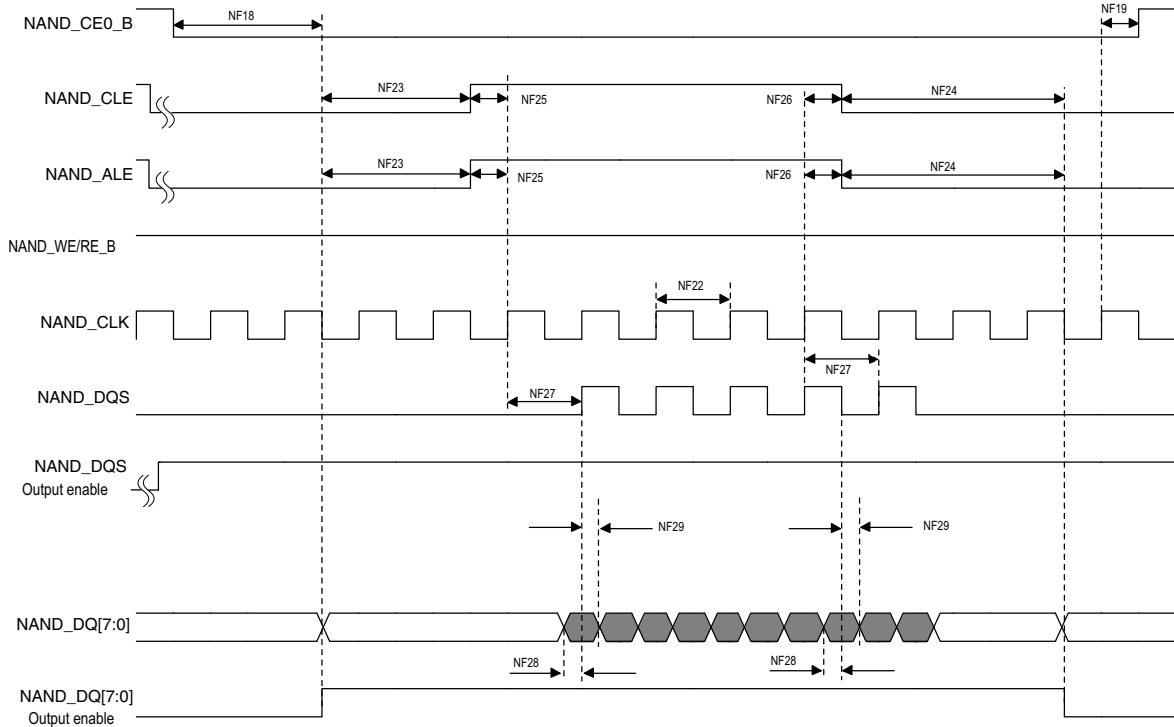 NAND_CE0_B
NF18
NF19
NAND_CLE
NF23
NF25
NF26
NF24
NAND_ALE
NF23
NF25
NF26
NF24
NAND_WE/RE_B
NF22
NAND_CLK
NF27
NAND_DQS
NF27
NAND_DQS
Output enable
NF29
NF29
NAND_DQ[7:0]
NF28
NF28
NAND_DQ[7:0]
Output enable